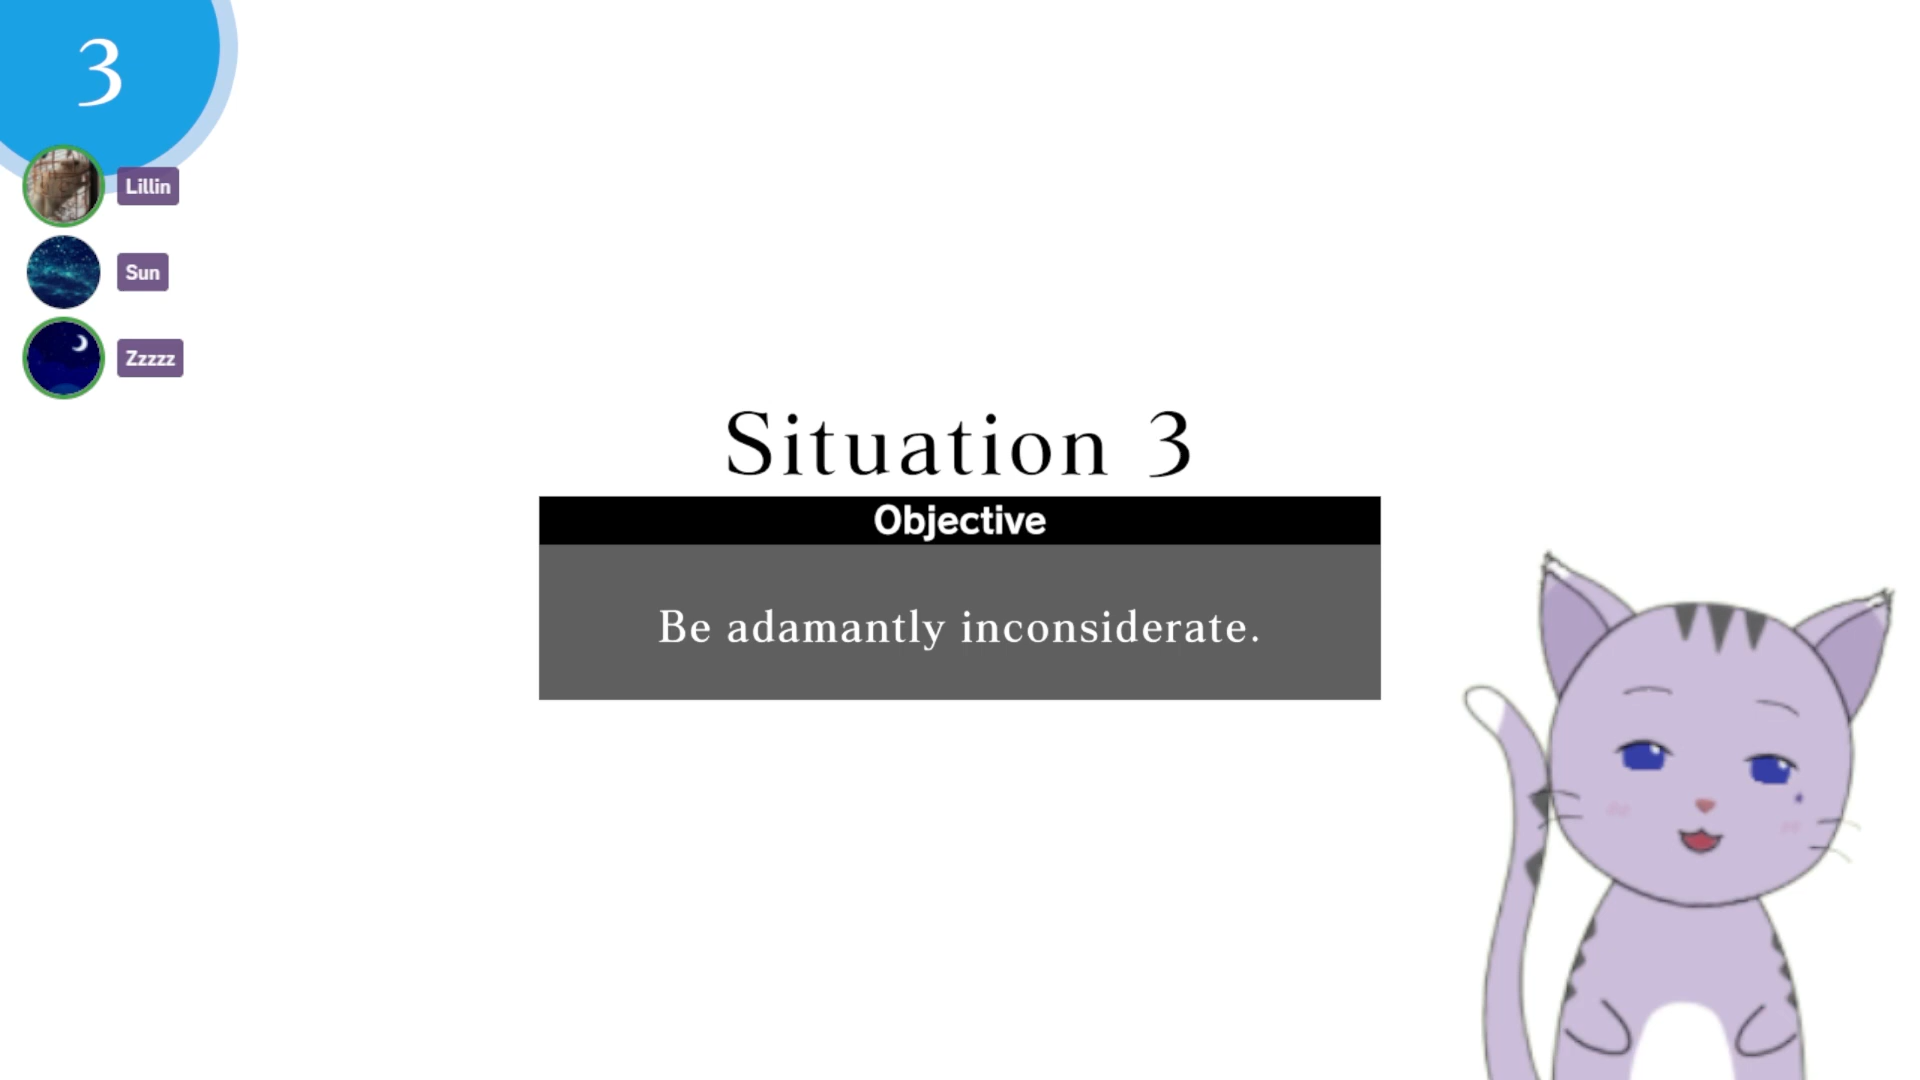 3
Lillin
Sun
Zzzzz
Situation 3
Objective
Be adamantly inconsiderate.